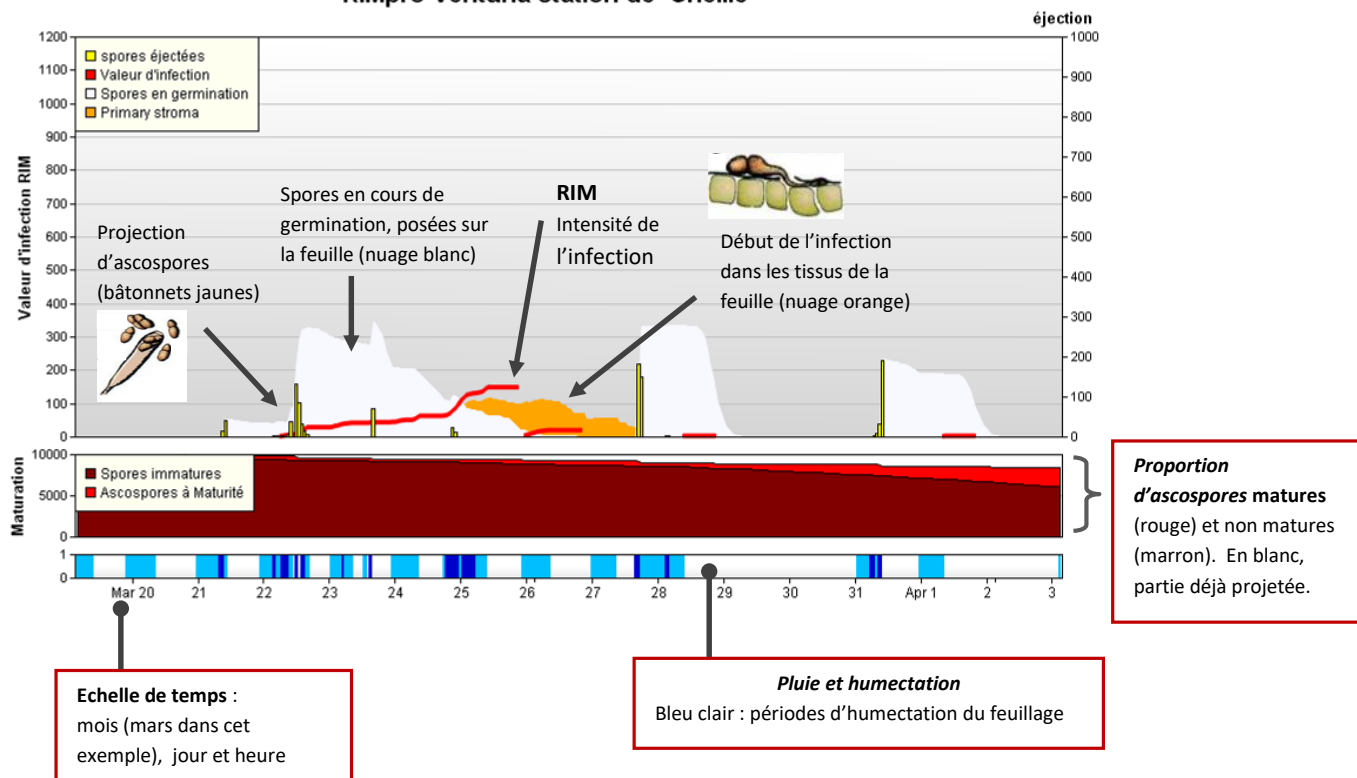 éjection
1200
1100
1000
900
800
700
600
500
400
300
200
100
0
Valeur d'infection RIM
spores éjectées
Valeur d'infection
Spores en germination
Primary stroma
1000
900
800
700
600
500
400
300
200
100
0
Projection
d'ascospores
(bâtonnets jaunes)
Spores en cours de
germination, posées sur
la feuille (nuage blanc)
RIM
Intensité de
l'infection
Début de l'infection
dans les tissus de la
feuille (nuage orange)
Maturation
10000
5000
0
Spores immatures
Ascospores à Maturité
Proportion
d'ascospores matures
(rouge) et non matures
(marron). En blanc,
partie déjà projetée.
1
0
Mar 20 21 22 23 24 25 26 27 28 29 30 31 Apr 1 2 3
Echelle de temps :
mois (mars dans cet
exemple), jour et heure
Pluie et humectation
Bleu clair : périodes d'humectation du feuillage